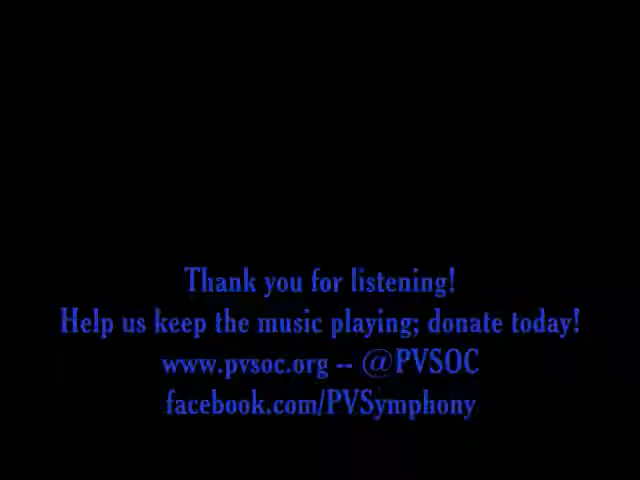 Thank you for listening!
Help us keep the music playing; donate today!
www.pvsoc.org -- @PVSOC
facebook.com/PVSymphony